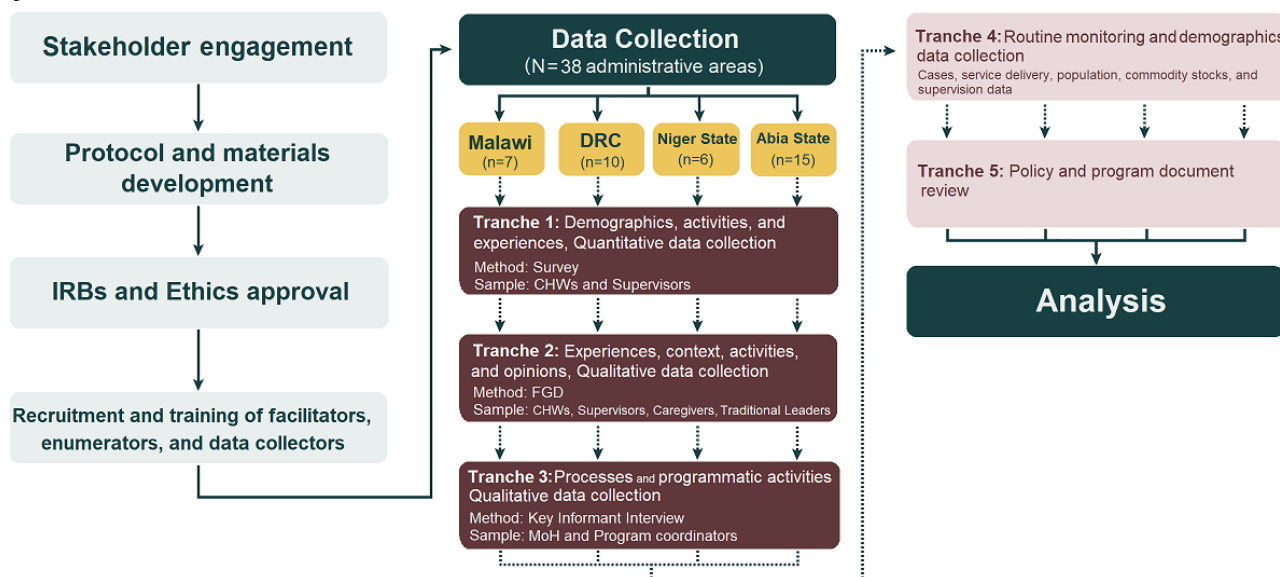 Stakeholder engagement
Protocol and materials
development
IRBs and Ethics approval
Recruitment and training of facilitators,
enumerators, and data collectors
Data Collection
(N=38 administrative areas)
Malawi
(n=7)
DRC
(n=10)
Niger State
(n=6)
Abia State
(n=15)
Tranche 1: Demographics, activities, and
experiences, Quantitative data collection
Method: Survey
Sample: CHWs and Supervisors
Tranche 2: Experiences, context, activities,
and opinions, Qualitative data collection
Method: FGD
Sample: CHWs, Supervisors, Caregivers, Traditional Leaders
Tranche 3: Processes and programmatic activities
Qualitative data collection
Method: Key Informant Interview
Sample: MoH and Program coordinators
Tranche 4: Routine monitoring and demographics
data collection
Cases, service delivery, population, commodity stocks, and
supervision data
Tranche 5: Policy and program document
review
Analysis